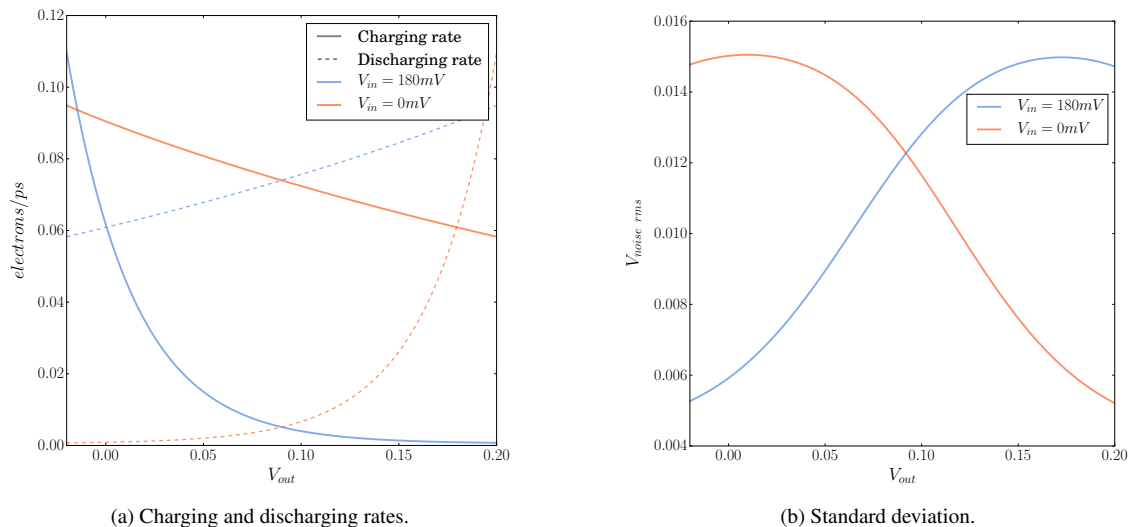 0.12
0.10
0.08
0.06
0.04
0.02
0.00
electrons/ps
0.00 0.05 0.10 0.15 0.20
V_out
Charging rate
Discharging rate
V_in = 180mV
V_in = 0mV
(a) Charging and discharging rates.
0.016
0.014
0.012
0.010
0.008
0.006
0.004
V_noise rms
0.00 0.05 0.10 0.15 0.20
V_out
V_in = 180mV
V_in = 0mV
(b) Standard deviation.